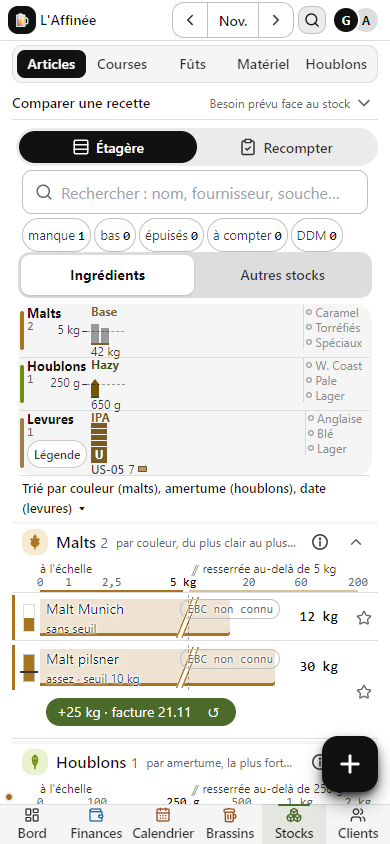 L'Affinée
Nov.
G
A
Articles
Courses
Fûts
Matériel
Houblons
Comparer une recette
Besoin prévu face au stock
Étagère
Recompter
Rechercher : nom, fournisseur, souche...
manque 1
bas 0
épuisés 0
à compter 0
DDM 0
Ingrédients
Autres stocks
Malts
2
Base
5 kg
42 kg
Caramel
Torréfiés
Spéciaux
Houblons
1
Hazy
250 g
650 g
W. Coast
Pale
Lager
Levures
1
IPA
U
US-05 7
Anglaise
Blé
Lager
Légende
Trié par couleur (malts), amertume (houblons), date
(levures)
Malts 2 par couleur, du plus clair au plus...
à l'échelle
// resserrée au-delà de 5 kg
0 1 2,5 5 kg 20 60 200
Malt Munich
EBC non connu
12 kg
sans seuil
Malt pilsner
EBC non connu
30 kg
assez · seuil 10 kg
+25 kg · facture 21.11 ↺
Houblons 1 par amertume, la plus fort...
à l'échelle
// resserrée au-delà de 250 g
0 100 250 g 500 1 kg 2 kg
Bord
Finances
Calendrier
Brassins
Stocks
Clients